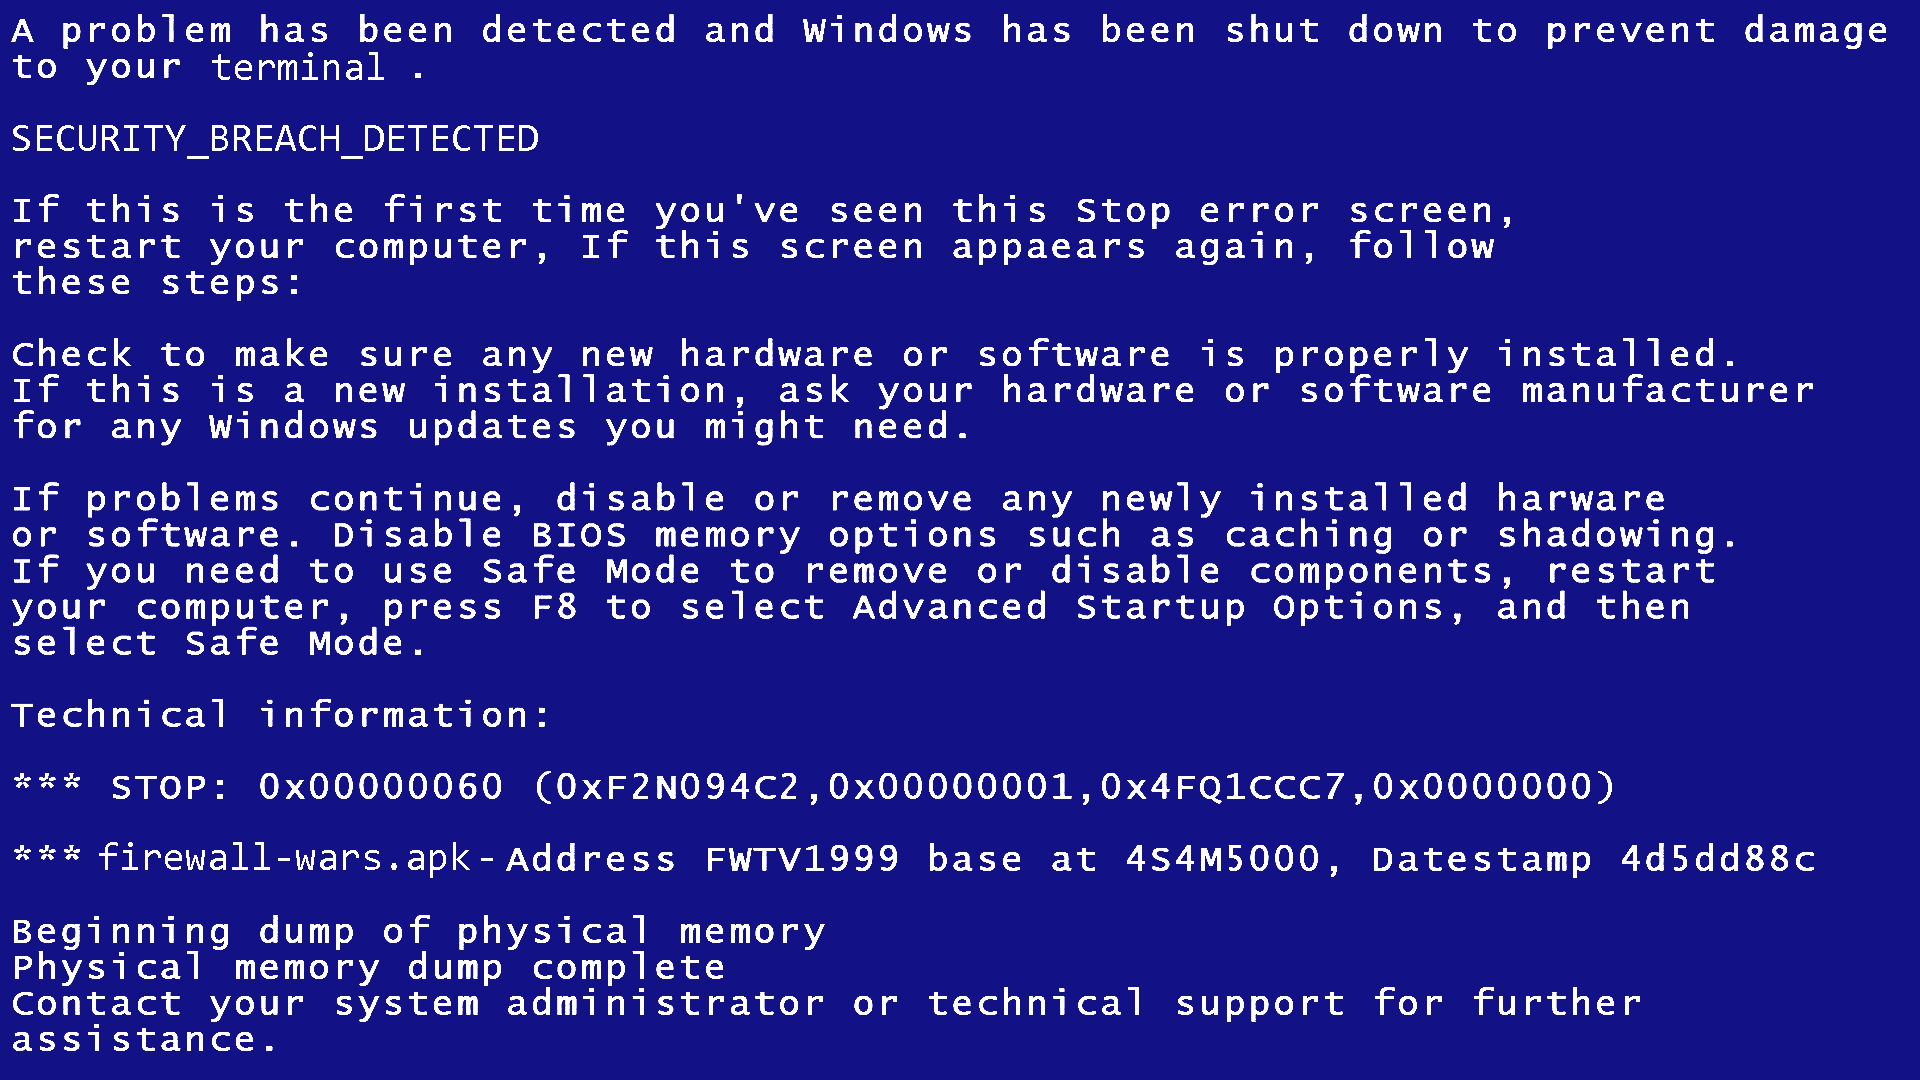 A problem has been detected and Windows has been shut down to prevent damage
to your terminal .
SECURITY_BREACH_DETECTED
If this is the first time you've seen this Stop error screen,
restart your computer, If this screen appaears again, follow
these steps:
Check to make sure any new hardware or software is properly installed.
If this is a new installation, ask your hardware or software manufacturer
for any Windows updates you might need.
If problems continue, disable or remove any newly installed harware
or software. Disable BIOS memory options such as caching or shadowing.
If you need to use Safe Mode to remove or disable components, restart
your computer, press F8 to select Advanced Startup Options, and then
select Safe Mode.
Technical information:
*** STOP: 0x00000060 (0xF2N094C2,0x00000001,0x4FQ1CCC7,0x0000000)
*** firewall-wars.apk - Address FWTV1999 base at 4S4M5000, Datestamp 4d5dd88c
Beginning dump of physical memory
Physical memory dump complete
Contact your system administrator or technical support for further
assistance.